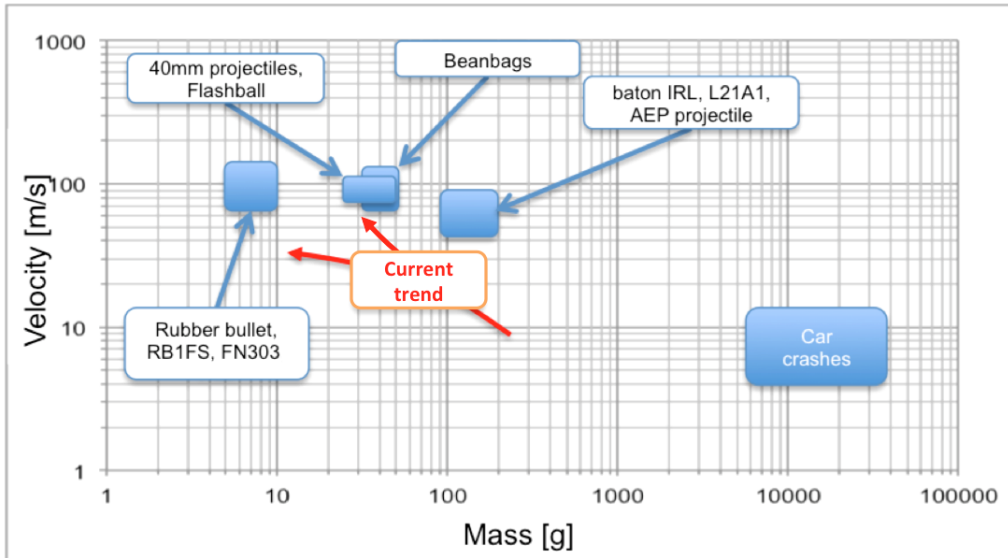 1000
100
10
1
Velocity [m/s]
40mm projectiles,
Flashball
Beanbags
baton IRL, L21A1,
AEP projectile
Current
trend
Rubber bullet,
RB1FS, FN303
Car
crashes
1
10
100
1000
10000
100000
Mass [g]